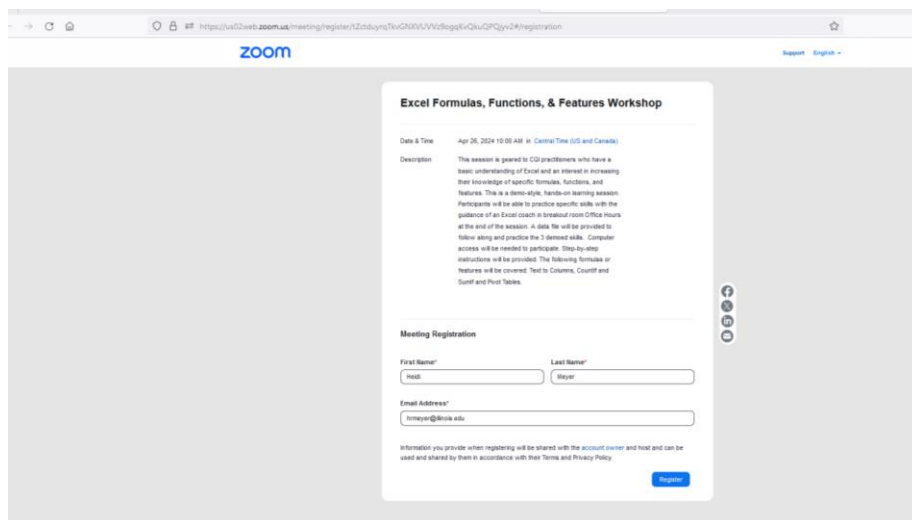 https://us02web.zoom.us/meeting/register/
zoom
Support English
Excel Formulas, Functions, & Features Workshop
Date & Time Apr 26, 2024 10:00 AM in Central Time (US and Canada)
Description This session is geared to CGI practitioners who have a
basic understanding of Excel and an interest in increasing
their knowledge of specific formulas, functions, and
features. This is a demo-style, hands-on learning session.
Participants will be able to practice specific skills with the
guidance of an Excel coach in breakout room Office Hours
at the end of the session. A data file will be provided to
follow along and practice the 3 demoed skills. Computer
access will be needed to participate. Step-by-step
instructions will be provided. The following formulas or
features will be covered: Text to Columns, Countif and
Sumif and Pivot Tables.
Meeting Registration
First Name* Last Name*
Heidi Meyer
Email Address*
hrmeyer@illinois.edu
Information you provide when registering will be shared with the account owner and host and can be
used and shared by them in accordance with their Terms and Privacy Policy.
Register